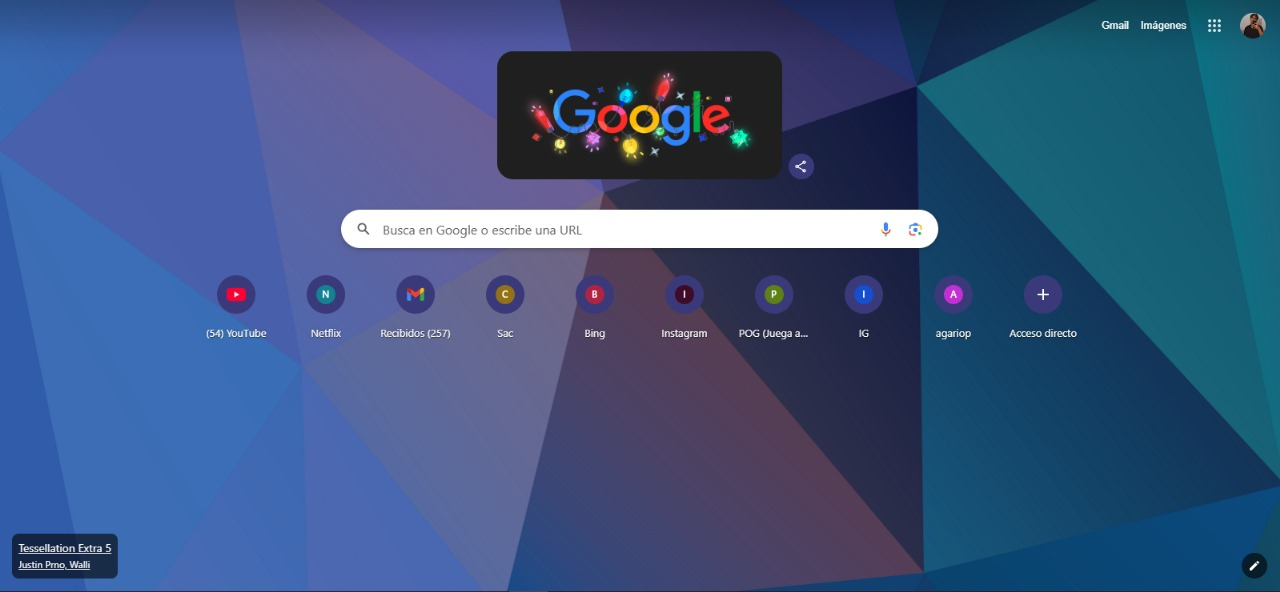 Gmail Imágenes
Google
Busca en Google o escribe una URL
N C B I P I A
(54) YouTube Netflix Recibidos (257) Sac Bing Instagram POG (Juega a... IG agariop Acceso directo
Tessellation Extra 5
Justin Prno, Walli